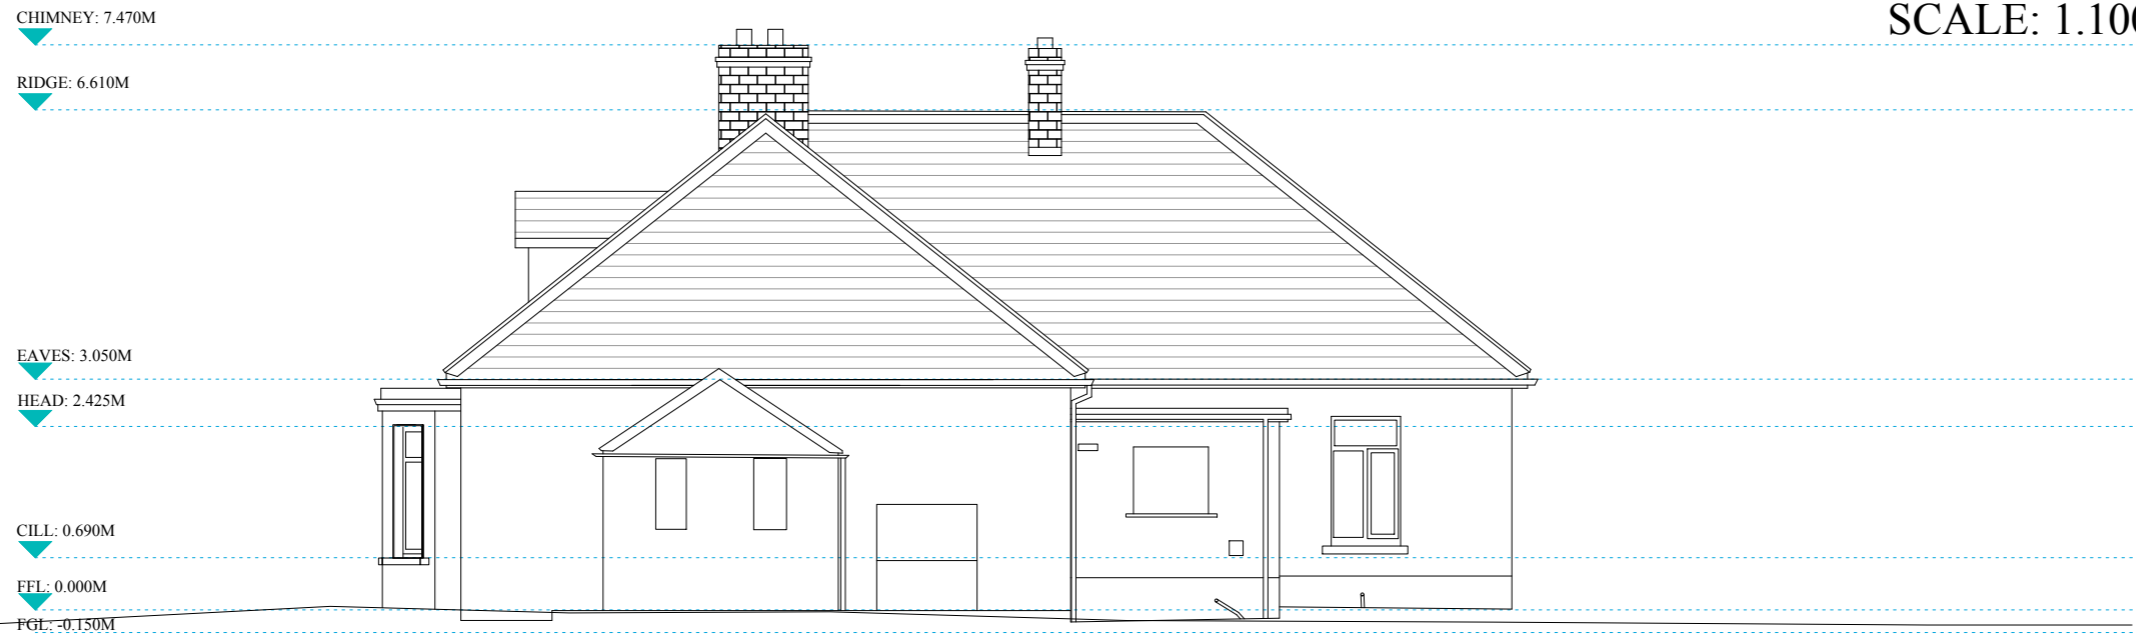 CHIMNEY: 7.470M
SCALE: 1.100
RIDGE: 6.610M
EAVES: 3.050M
HEAD: 2.425M
CILL: 0.690M
FFL: 0.000M
FGL: -0.150M